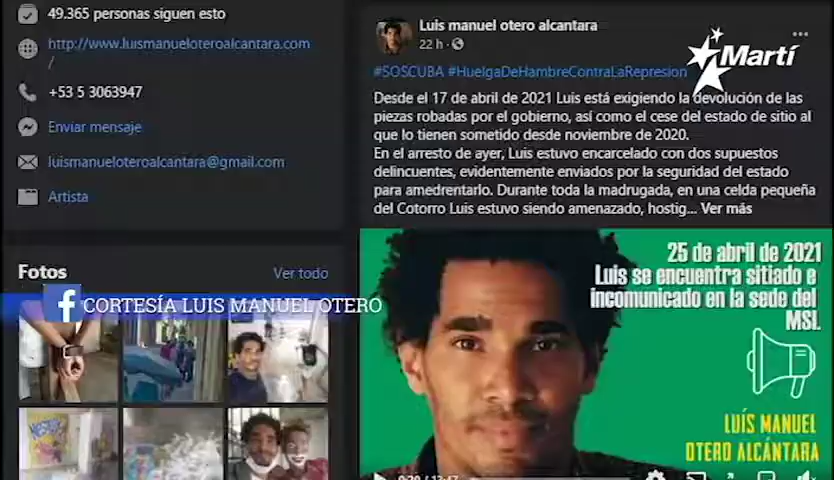 49.365 personas siguen esto
http://www.luismanueloteroalcantara.com
/
+53 5 3063947
Enviar mensaje
luismanueloteroalcantara@gmail.com
Artista
Fotos
Ver todo
CORTESÍA LUIS MANUEL OTERO
Luis manuel otero alcantara
22 h ·
Martí
#SOSCUBA #HuelgaDeHambreContraLaRepresion
Desde el 17 de abril de 2021 Luis está exigiendo la devolución de las
piezas robadas por el gobierno, así como el cese del estado de sitio al
que lo tienen sometido desde noviembre de 2020.
En el arresto de ayer, Luis estuvo encarcelado con dos supuestos
delincuentes, evidentemente enviados por la seguridad del estado
para amedrentarlo. Durante toda la madrugada, en una celda pequeña
del Cotorro Luis estuvo siendo amenazado, hostig... Ver más
25 de abril de 2021
Luis se encuentra sitiado e
incomunicado en la sede del
MSI.
LUÍS MANUEL
OTERO ALCÁNTARA